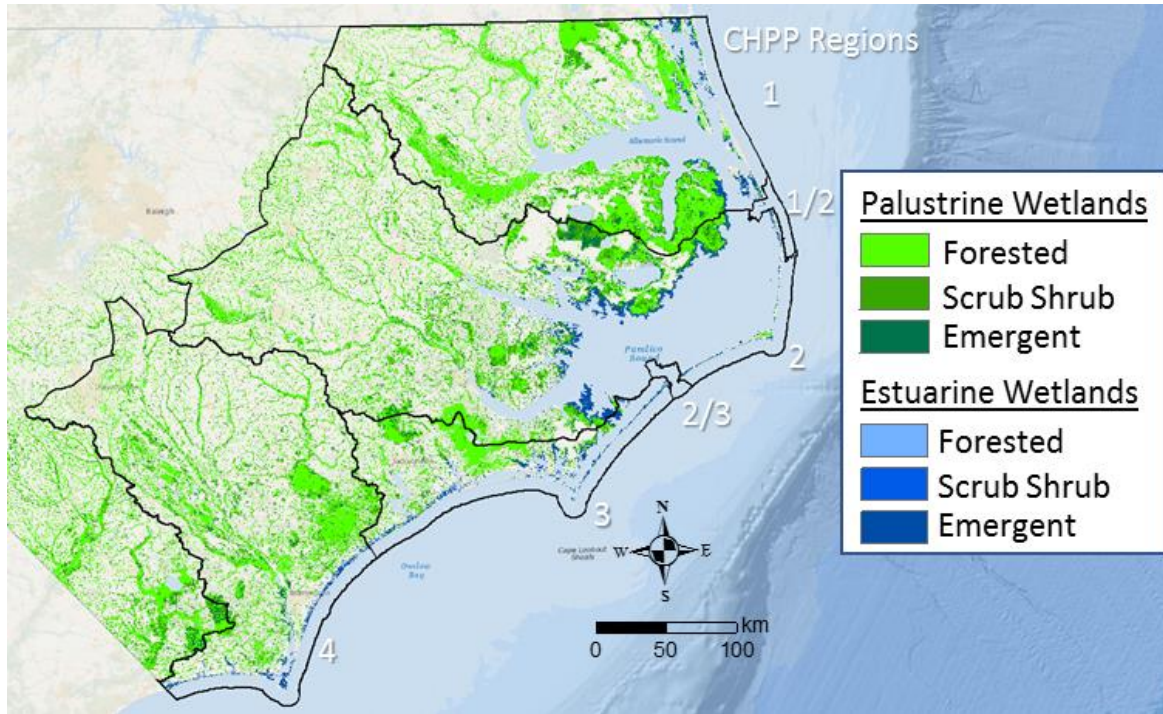 CHPP Regions
1
Albemarle Sound
1/2
Raleigh
Pamlico
Sound
2
2/3
3
Cape Lookout
Shoals
Onslow
Bay
4
N
W E
S
km
0 50 100
Palustrine Wetlands
Forested
Scrub Shrub
Emergent
Estuarine Wetlands
Forested
Scrub Shrub
Emergent